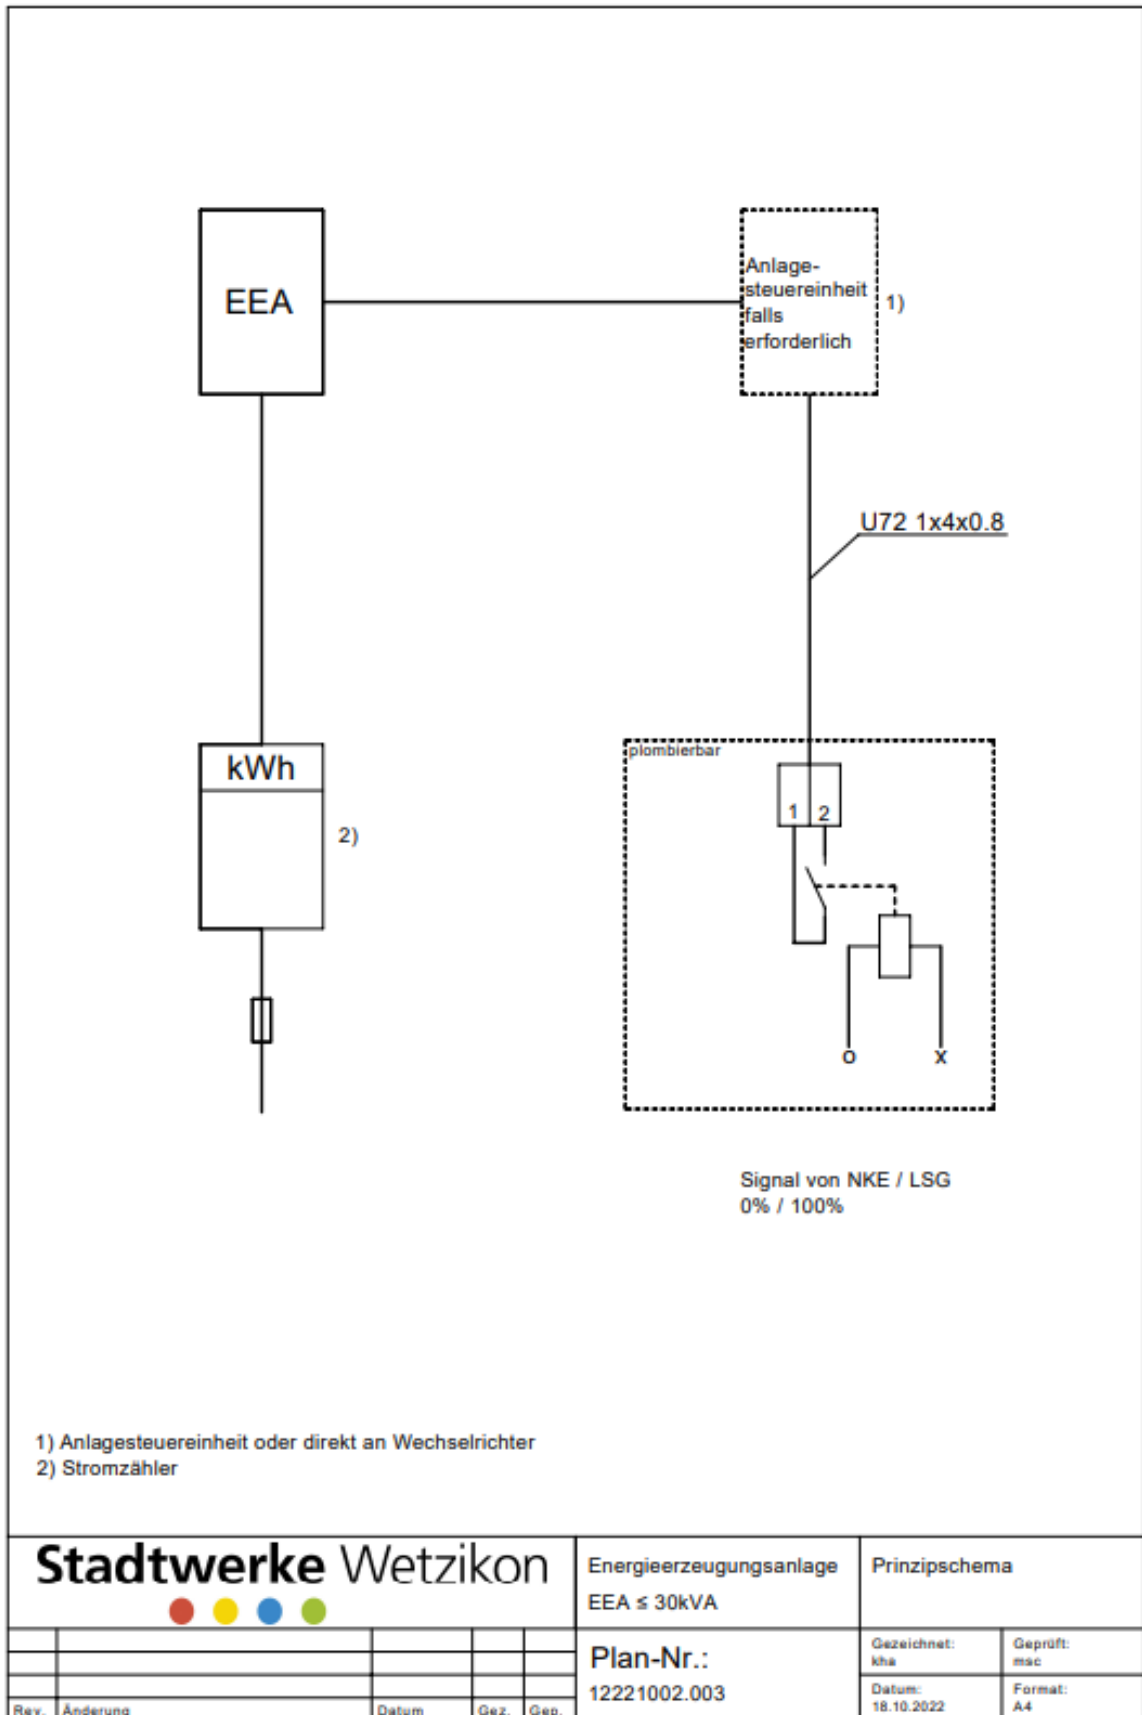 EEA
Anlage-
steuereinheit
falls
erforderlich
1)
U72 1x4x0.8
kWh
2)
plombierbar
1 2
o x
Signal von NKE / LSG
0% / 100%
1) Anlagesteuereinheit oder direkt an Wechselrichter
2) Stromzähler
Stadtwerke Wetzikon
Energieerzeugungsanlage
EEA ≤ 30kVA
Prinzipschema
Plan-Nr.:
12221002.003
Gezeichnet:
kha
Geprüft:
msc
Datum:
18.10.2022
Format:
A4
Rev. Änderung Datum Gez. Gep.